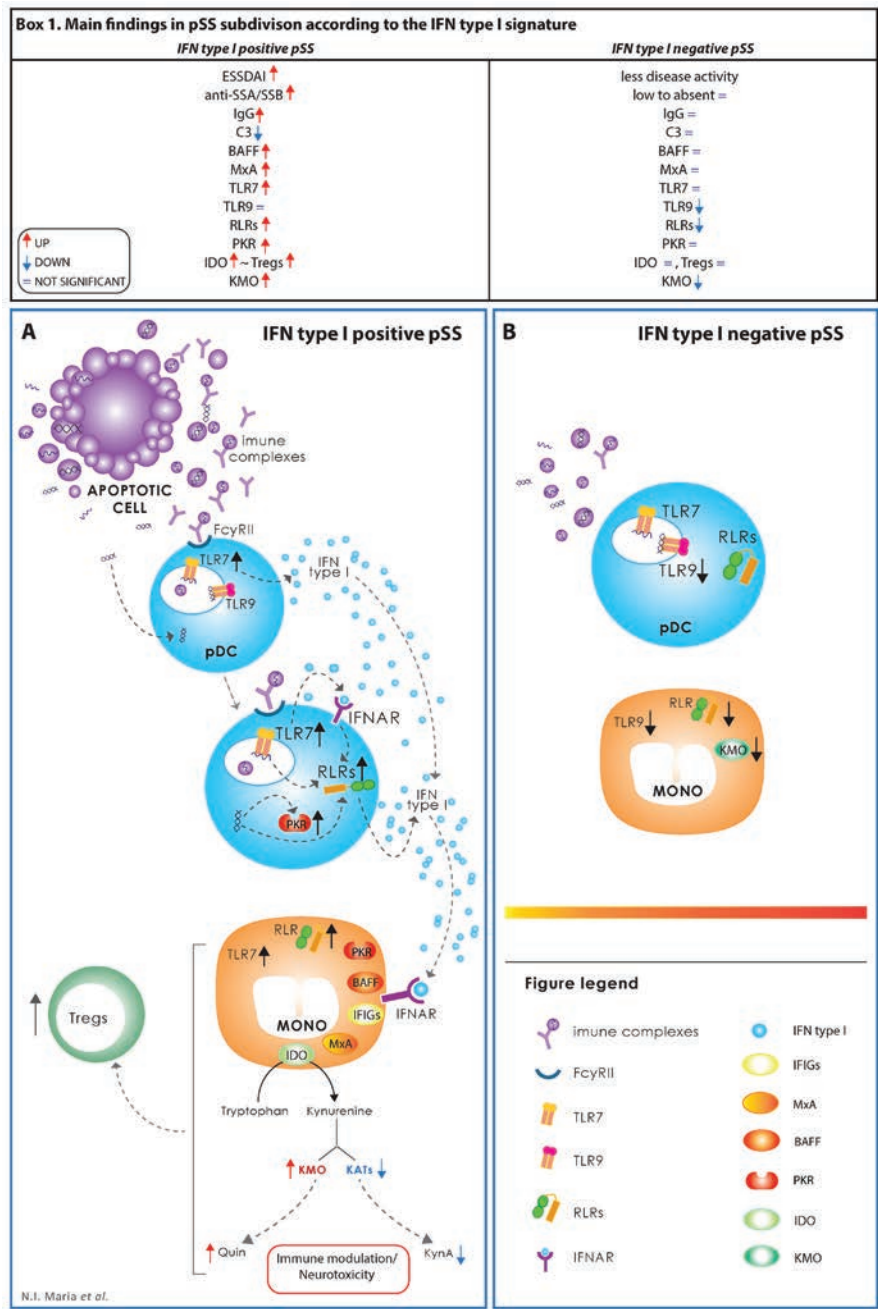 Box 1. Main findings in pSS subdivison according to the IFN type I signature
IFN type I positive pSS
IFN type I negative pSS
ESSDAI ↑
less disease activity
anti-SSA/SSB ↑
low to absent =
IgG ↑
IgG =
C3 ↓
C3 =
BAFF ↑
BAFF =
MxA ↑
MxA =
TLR7 ↑
TLR7 =
TLR9 =
TLR9 ↓
RLRs ↑
RLRs ↓
PKR ↑
PKR =
IDO ↑ ~ Tregs ↑
IDO = , Tregs =
KMO ↑
KMO ↓
↑ UP
↓ DOWN
= NOT SIGNIFICANT
A
IFN type I positive pSS
imune
complexes
APOPTOTIC
CELL
FcyRII
TLR7 ↑
TLR9
pDC
IFN
type I
IFNAR
TLR7 ↑
RLRs ↑
PKR ↑
IFN
type I
RLR ↑
TLR7 ↑
PKR
BAFF
IFIGs
IFNAR
MONO
MxA
IDO
↑ Tregs
Tryptophan
Kynurenine
↑ KMO
KATs ↓
↑ Quin
KynA ↓
Immune modulation/
Neurotoxicity
N.I. Maria et al.
B
IFN type I negative pSS
TLR7
RLRs
TLR9 ↓
pDC
RLR ↓
TLR9 ↓
KMO ↓
MONO
Figure legend
imune complexes
FcyRII
TLR7
TLR9
RLRs
IFNAR
IFN type I
IFIGs
MxA
BAFF
PKR
IDO
KMO